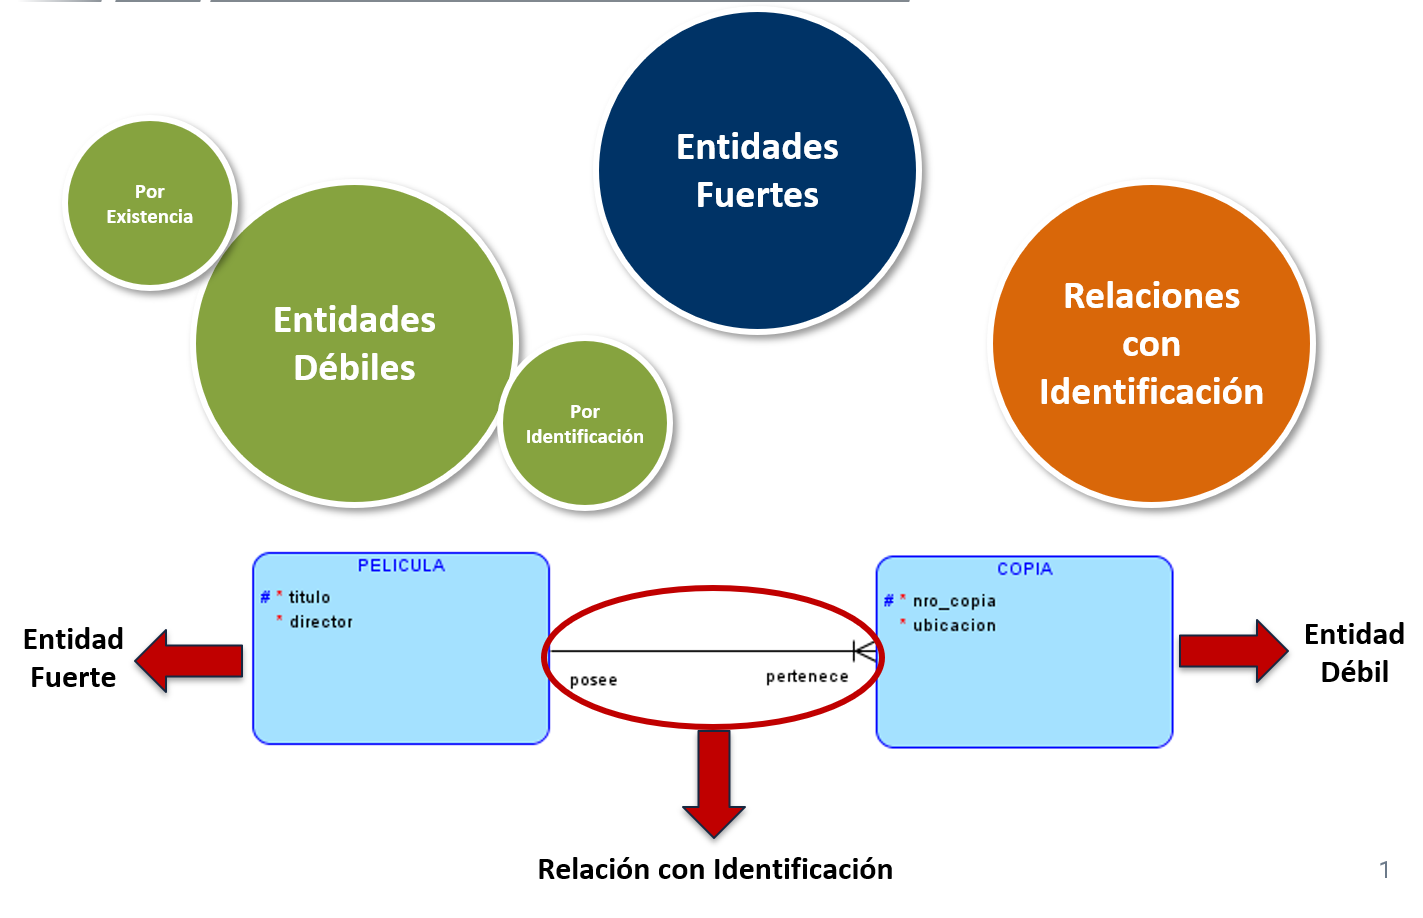 Entidades
Fuertes
Por
Existencia
Entidades
Débiles
Por
Identificación
Relaciones
con
Identificación
PELICULA
# * titulo
* director
COPIA
# * nro_copia
* ubicacion
posee
pertenece
Entidad
Fuerte
Entidad
Débil
Relación con Identificación
1